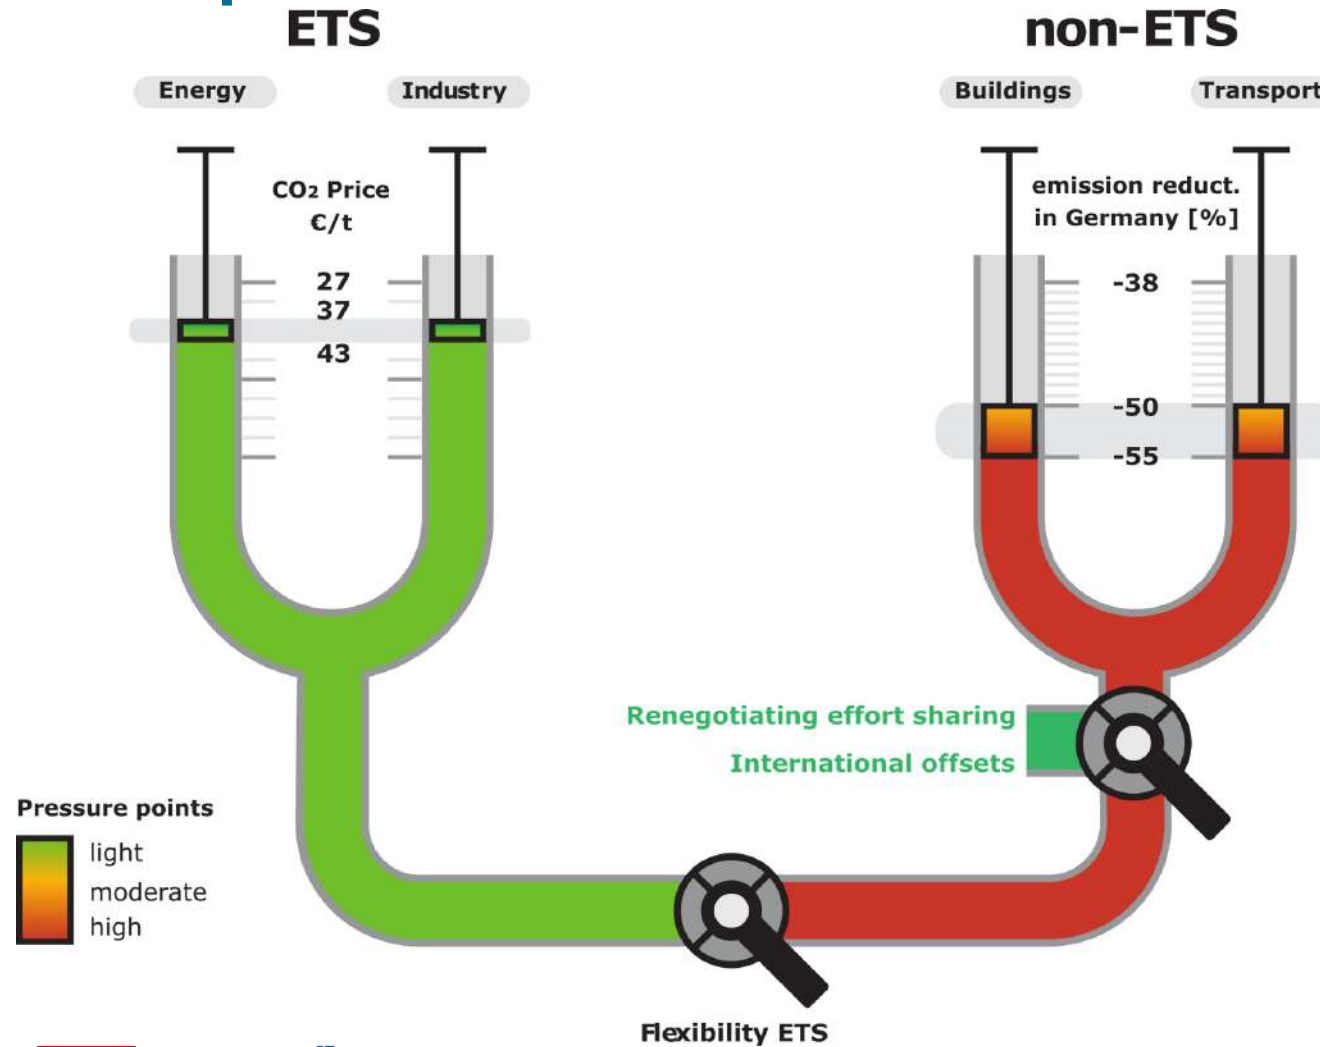 ETS
non-ETS
Energy
Industry
Buildings
Transport
CO₂ Price
€/t
27
37
43
emission reduct.
in Germany [%]
-38
-50
-55
Renegotiating effort sharing
International offsets
Pressure points
light
moderate
high
Flexibility ETS